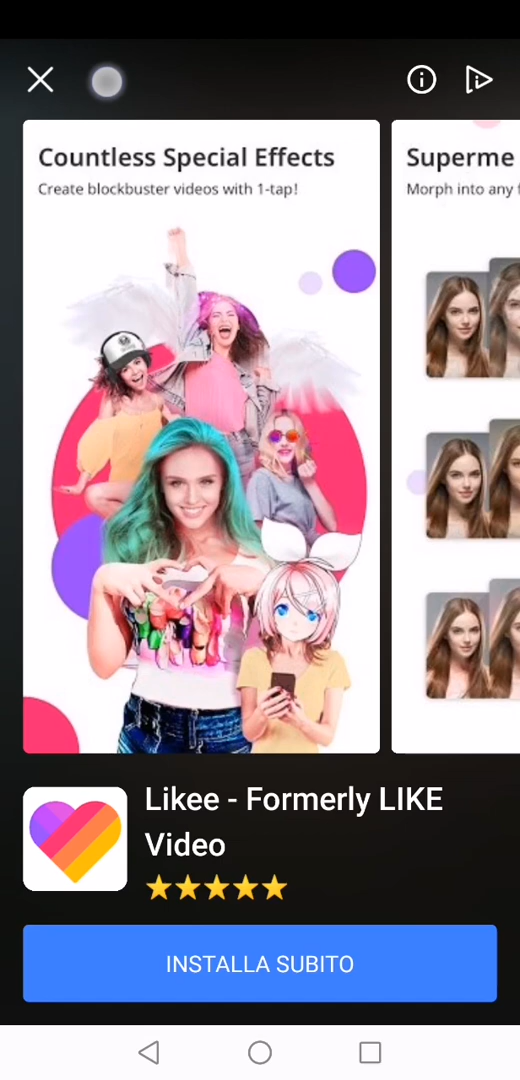 Countless Special Effects
Create blockbuster videos with 1-tap!
Superme
Morph into any
Likee - Formerly LIKE
Video
INSTALLA SUBITO